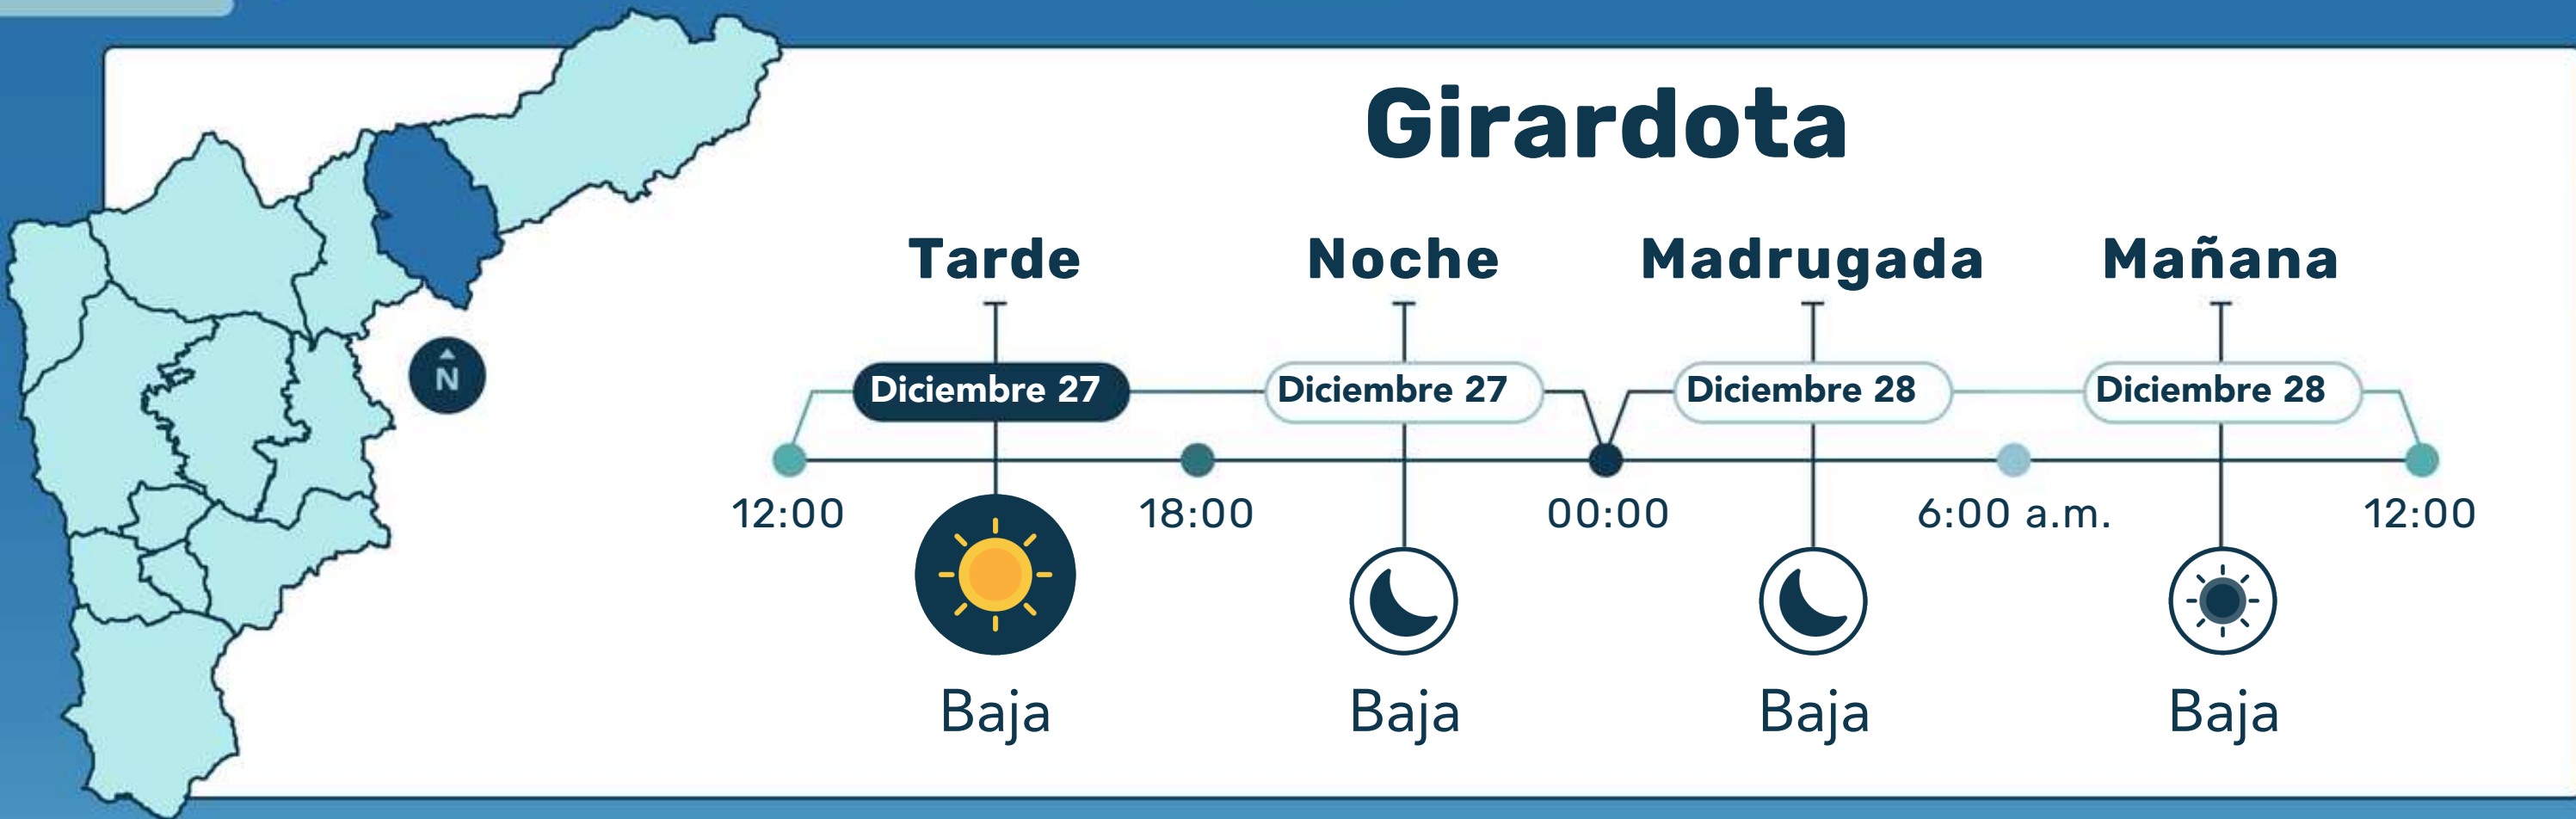 Girardota
Tarde Noche Madrugada Mañana
Diciembre 27 Diciembre 27 Diciembre 28 Diciembre 28
N
12:00 18:00 00:00 6:00 a.m. 12:00
Baja Baja Baja Baja